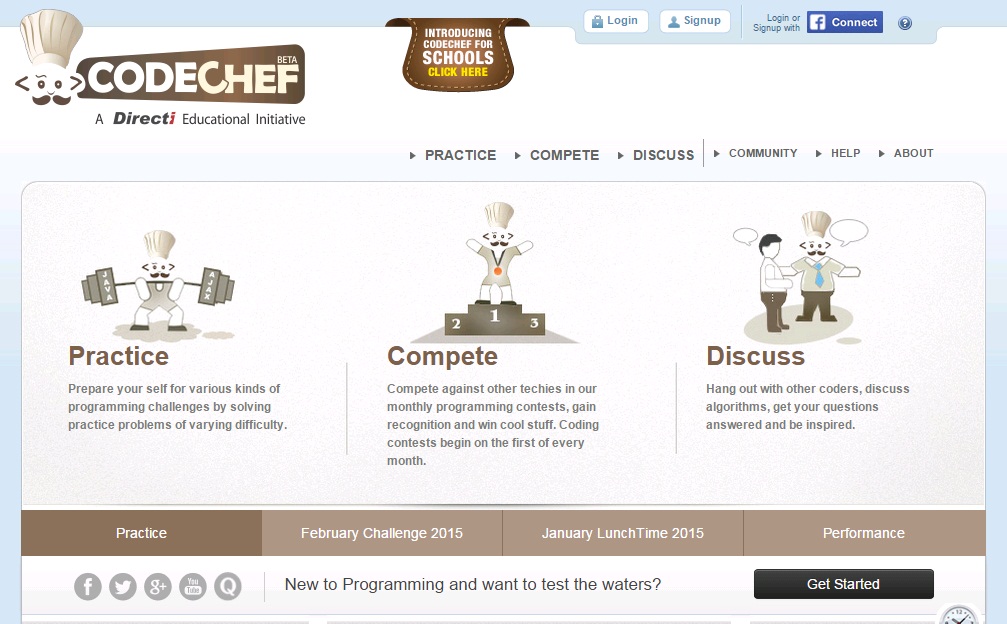 BETA
CODECHEF
A Directi Educational Initiative
INTRODUCING
CODECHEF FOR
SCHOOLS
CLICK HERE
Login
Signup
Login or
Signup with
f Connect
?
PRACTICE
COMPETE
DISCUSS
COMMUNITY
HELP
ABOUT
JAVA
AJAX
2 1 3
Practice
Prepare your self for various kinds of
programming challenges by solving
practice problems of varying difficulty.
Compete
Compete against other techies in our
monthly programming contests, gain
recognition and win cool stuff. Coding
contests begin on the first of every
month.
Discuss
Hang out with other coders, discuss
algorithms, get your questions
answered and be inspired.
Practice
February Challenge 2015
January LunchTime 2015
Performance
f
g+
You
Tube
Q
New to Programming and want to test the waters?
Get Started
12